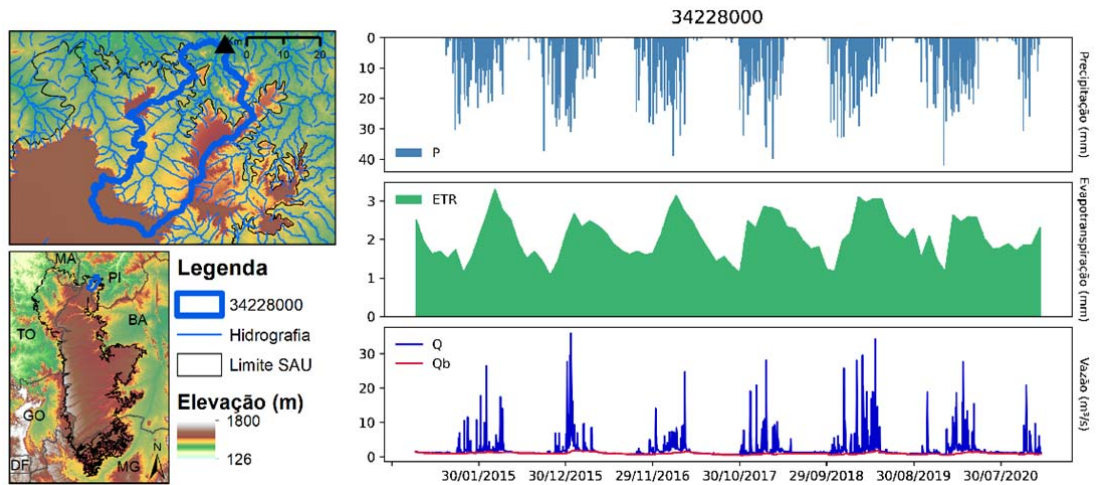 34228000
Km
0 10 20
MA
PI
TO
BA
GO
DF
MG
N
Legenda
34228000
Hidrografia
Limite SAU
Elevação (m)
1800
126
0
10
20
30
40
P
Precipitação (mm)
3
2
1
0
ETR
Evapotranspiração (mm)
30
20
10
0
Q
Qb
Vazão (m³/s)
30/01/2015 30/12/2015 29/11/2016 30/10/2017 29/09/2018 30/08/2019 30/07/2020